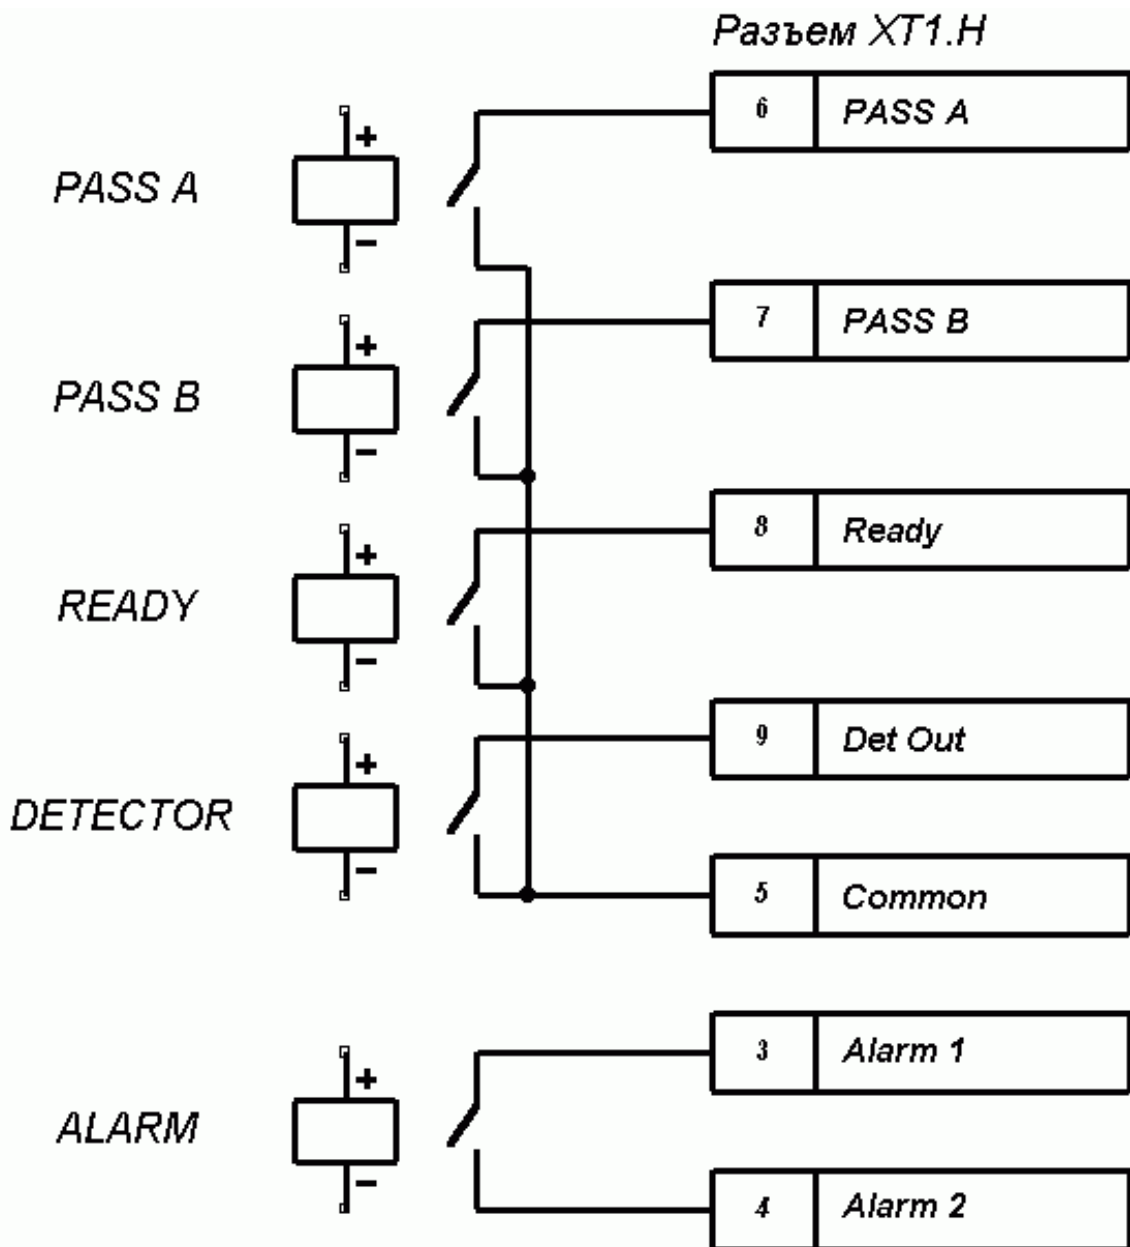 Разъем XT1.H
6 PASS A
PASS A
+
−
7 PASS B
PASS B
+
−
8 Ready
READY
+
−
9 Det Out
DETECTOR
+
−
5 Common
3 Alarm 1
ALARM
+
−
4 Alarm 2